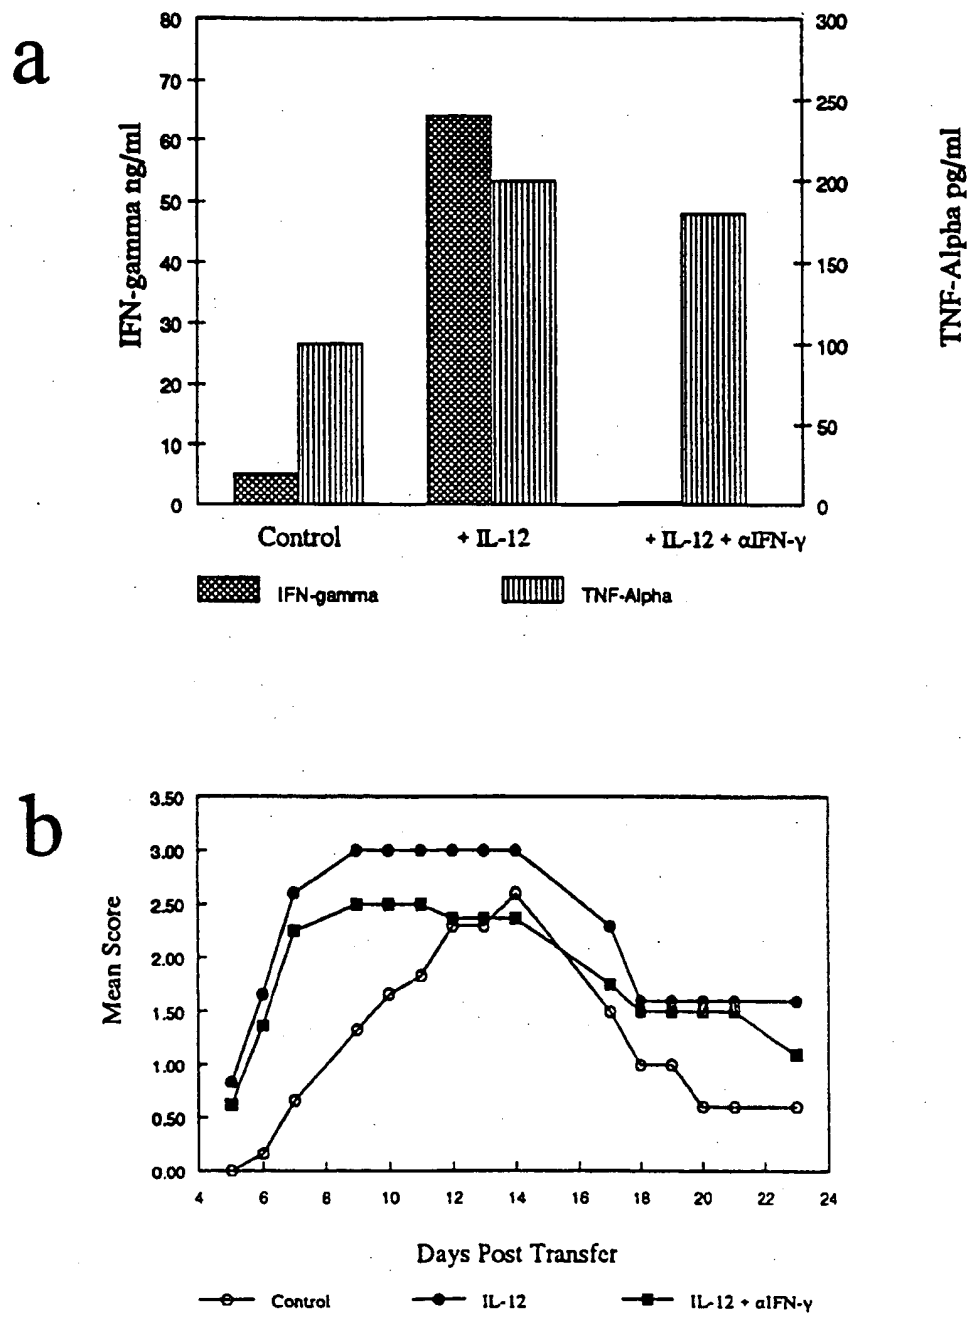 a
80
70
60
50
40
30
20
10
0
IFN-gamma ng/ml
300
250
200
150
100
50
0
TNF-Alpha pg/ml
Control + IL-12 + IL-12 + αIFN-γ
IFN-gamma TNF-Alpha
b
3.50
3.00
2.50
2.00
1.50
1.00
0.50
0.00
Mean Score
4 6 8 10 12 14 16 18 20 22 24
Days Post Transfer
Control IL-12 IL-12 + αIFN-γ